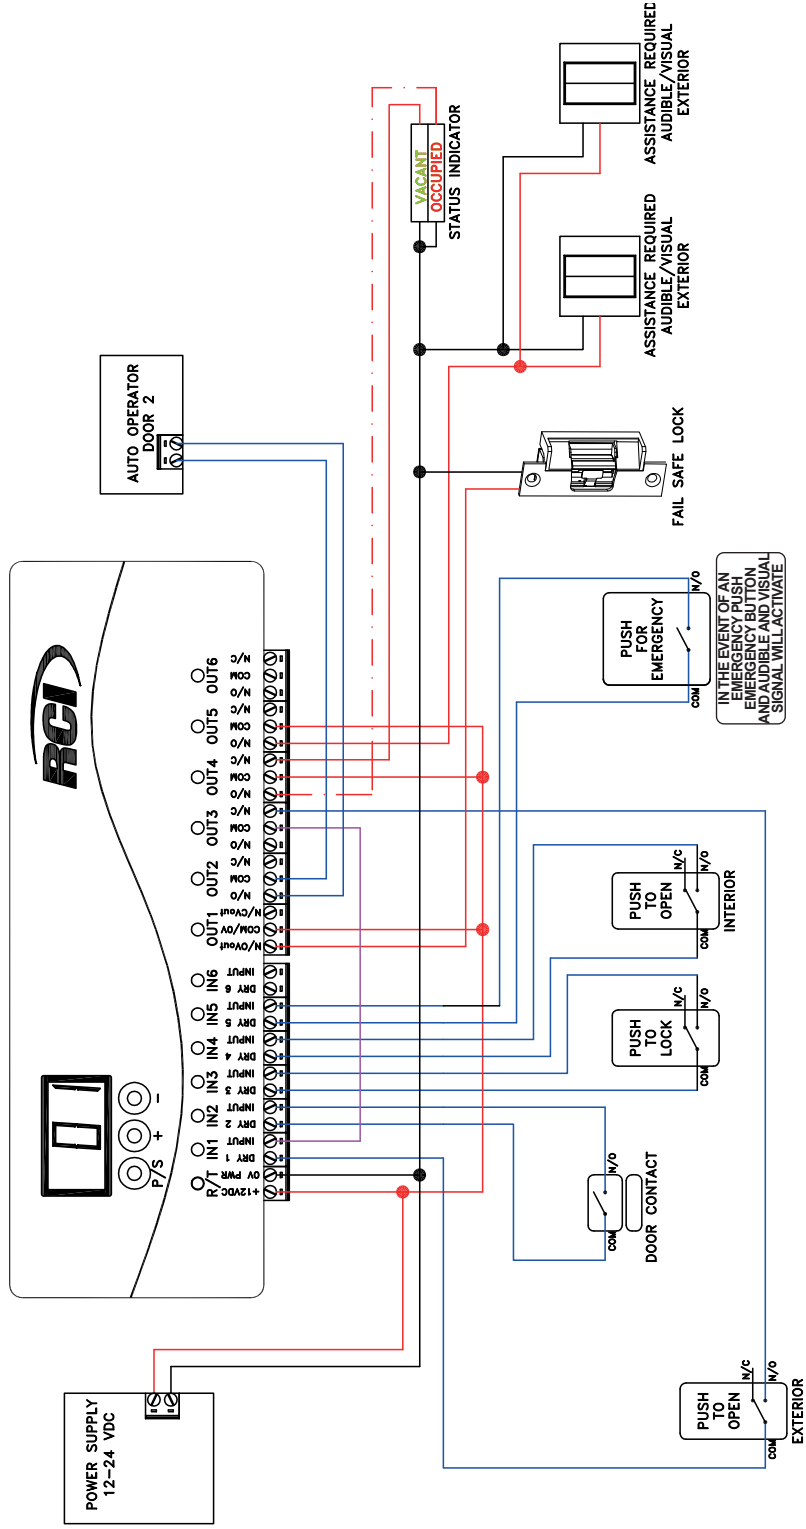 POWER SUPPLY
12–24 VDC
RCI
P/S
+
–
R/T
IN1
IN2
IN3
IN4
IN5
IN6
OUT1
OUT2
OUT3
OUT4
OUT5
OUT6
+12VDC
0V PWR
DRY 1
INPUT
DRY 2
INPUT
DRY 3
INPUT
DRY 4
INPUT
DRY 5
INPUT
DRY 6
INPUT
N/OVout
COM/0V
N/CVout
N/O
COM
N/C
N/O
COM
N/C
N/O
COM
N/C
N/O
COM
N/C
N/O
COM
N/C
AUTO OPERATOR
DOOR 2
VACANT
OCCUPIED
STATUS INDICATOR
ASSISTANCE REQUIRED
AUDIBLE/VISUAL
EXTERIOR
ASSISTANCE REQUIRED
AUDIBLE/VISUAL
EXTERIOR
FAIL SAFE LOCK
PUSH
FOR
EMERGENCY
COM
N/O
IN THE EVENT OF AN
EMERGENCY PUSH
EMERGENCY BUTTON
AND AUDIBLE AND VISUAL
SIGNAL WILL ACTIVATE
PUSH
TO
OPEN
COM
N/C
N/O
INTERIOR
PUSH
TO
LOCK
COM
N/C
N/O
COM
N/O
DOOR CONTACT
PUSH
TO
OPEN
COM
N/C
N/O
EXTERIOR